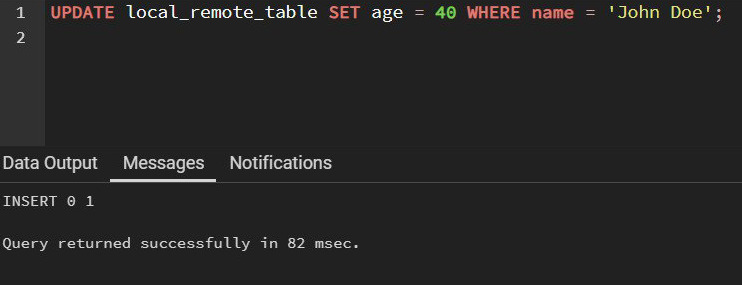 1 UPDATE local_remote_table SET age = 40 WHERE name = 'John Doe';
2
Data Output Messages Notifications
INSERT 0 1
Query returned successfully in 82 msec.